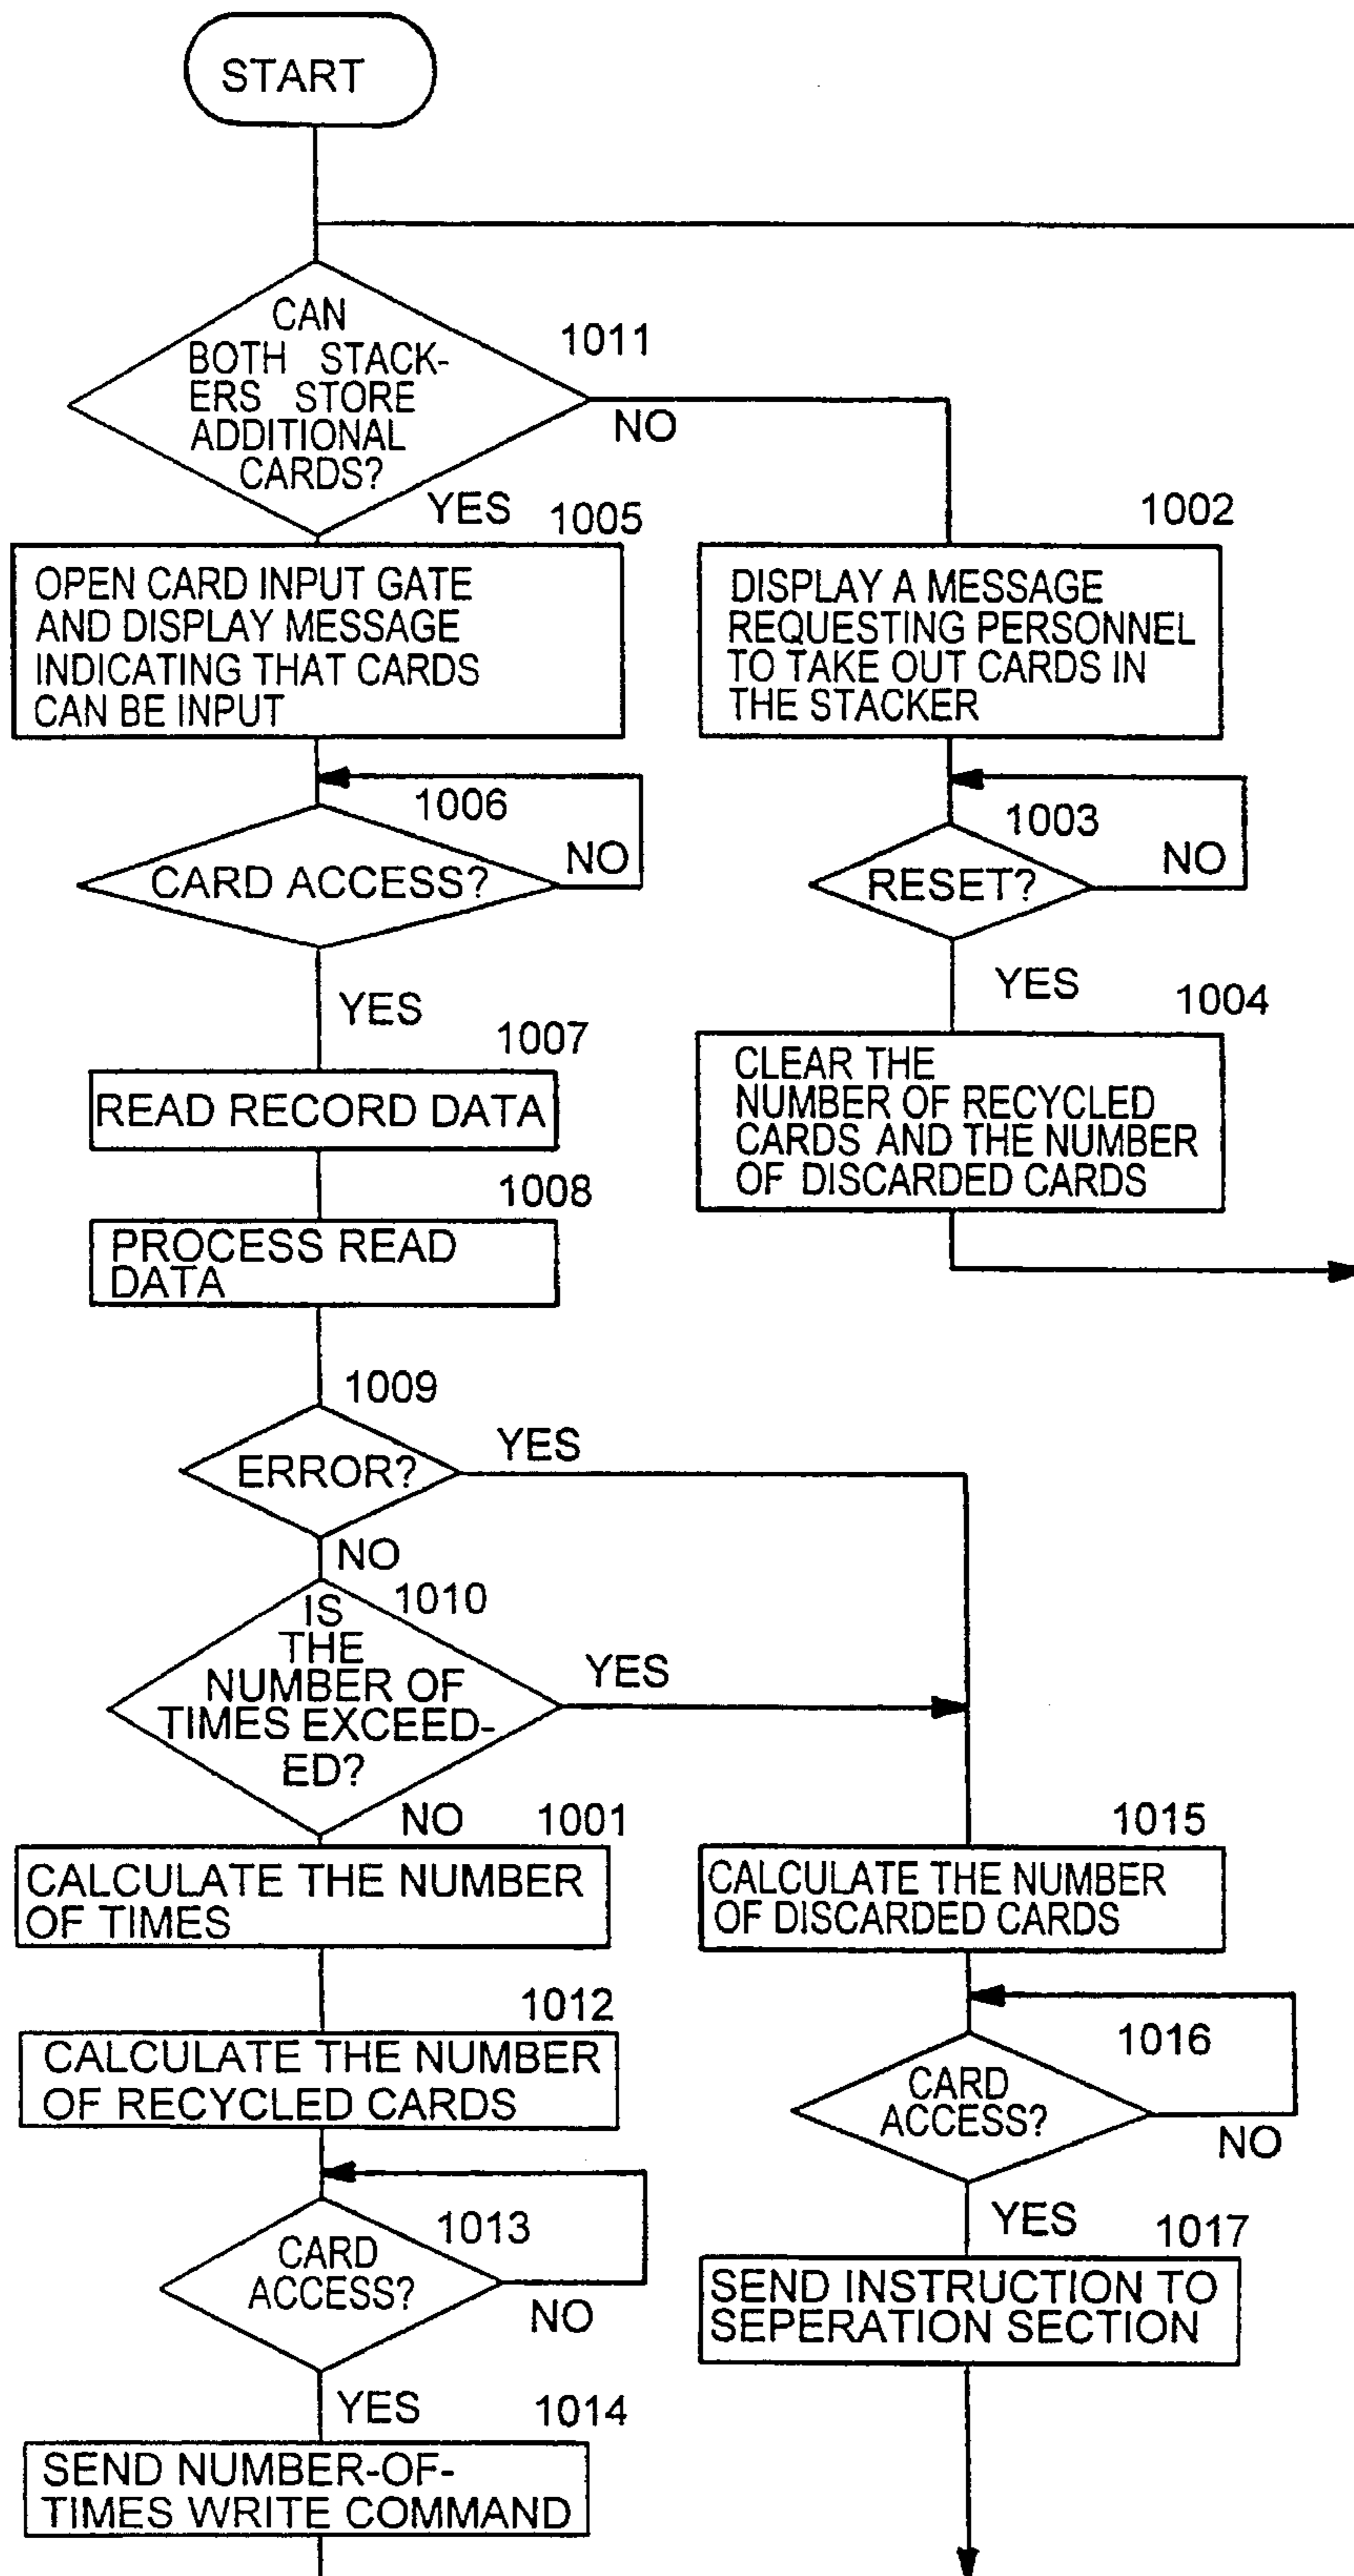 START
CAN
BOTH STACK-
ERS STORE
ADDITIONAL
CARDS?
1011
NO
YES
1005
OPEN CARD INPUT GATE
AND DISPLAY MESSAGE
INDICATING THAT CARDS
CAN BE INPUT
1002
DISPLAY A MESSAGE
REQUESTING PERSONNEL
TO TAKE OUT CARDS IN
THE STACKER
1006
CARD ACCESS?
NO
YES
1003
RESET?
NO
YES
1004
CLEAR THE
NUMBER OF RECYCLED
CARDS AND THE NUMBER
OF DISCARDED CARDS
1007
READ RECORD DATA
1008
PROCESS READ
DATA
1009
ERROR?
YES
NO
1010
IS
THE
NUMBER OF
TIMES EXCEED-
ED?
YES
NO
1001
CALCULATE THE NUMBER
OF TIMES
1015
CALCULATE THE NUMBER
OF DISCARDED CARDS
1012
CALCULATE THE NUMBER
OF RECYCLED CARDS
1016
CARD
ACCESS?
NO
YES
1013
CARD
ACCESS?
NO
YES
1017
SEND INSTRUCTION TO
SEPERATION SECTION
1014
SEND NUMBER-OF-
TIMES WRITE COMMAND